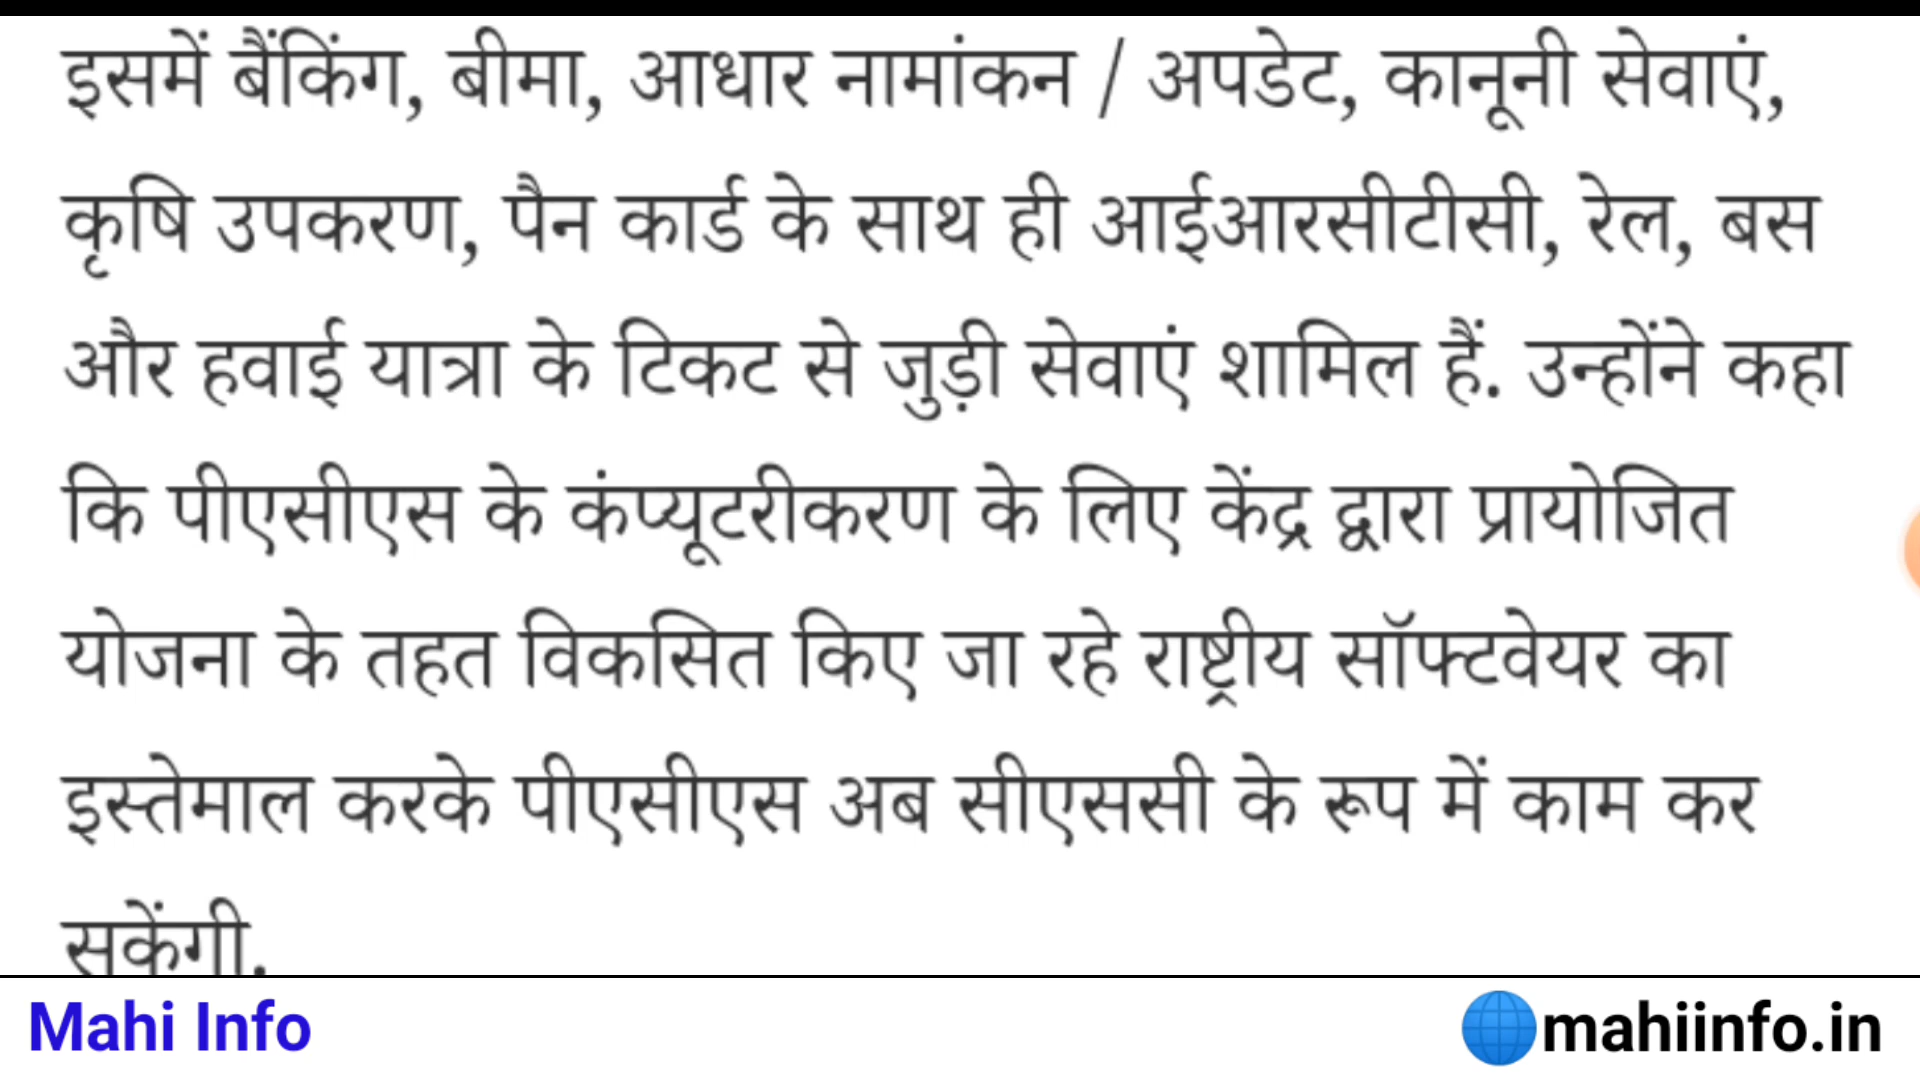 इसमें बैंकिंग, बीमा, आधार नामांकन / अपडेट, कानूनी सेवाएं,
कृषि उपकरण, पैन कार्ड के साथ ही आईआरसीटीसी, रेल, बस
और हवाई यात्रा के टिकट से जुड़ी सेवाएं शामिल हैं. उन्होंने कहा
कि पीएसीएस के कंप्यूटरीकरण के लिए केंद्र द्वारा प्रायोजित
योजना के तहत विकसित किए जा रहे राष्ट्रीय सॉफ्टवेयर का
इस्तेमाल करके पीएसीएस अब सीएससी के रूप में काम कर
सकेंगी.
Mahi Info
mahiinfo.in